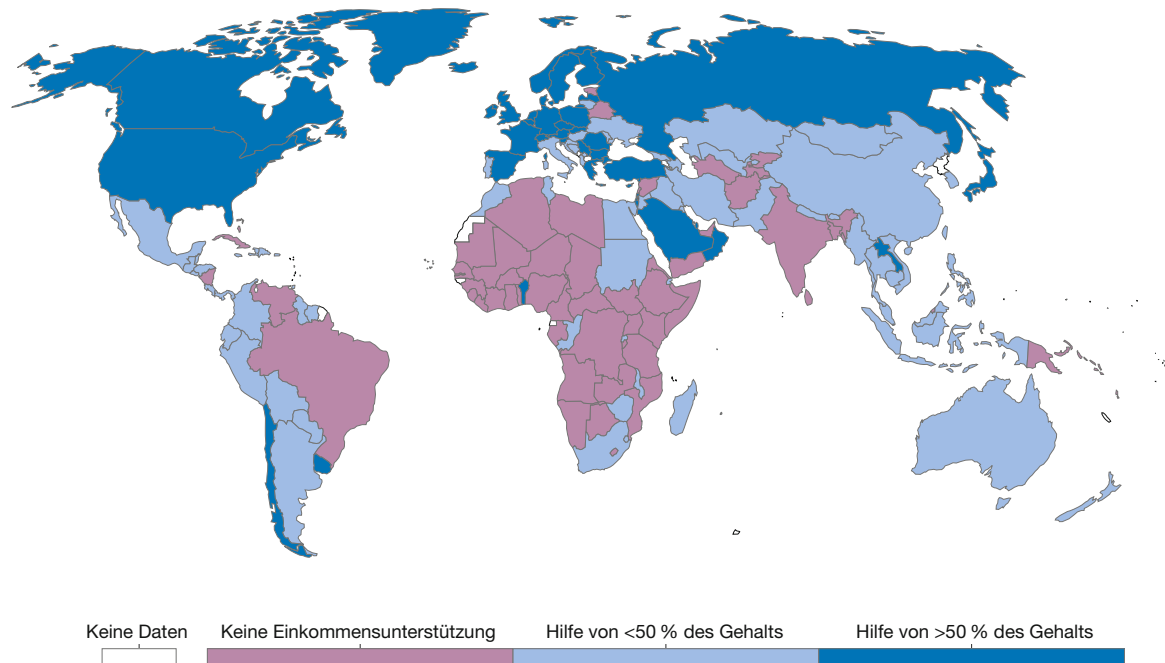 Keine Daten
Keine Einkommensunterstützung
Hilfe von <50 % des Gehalts
Hilfe von >50 % des Gehalts